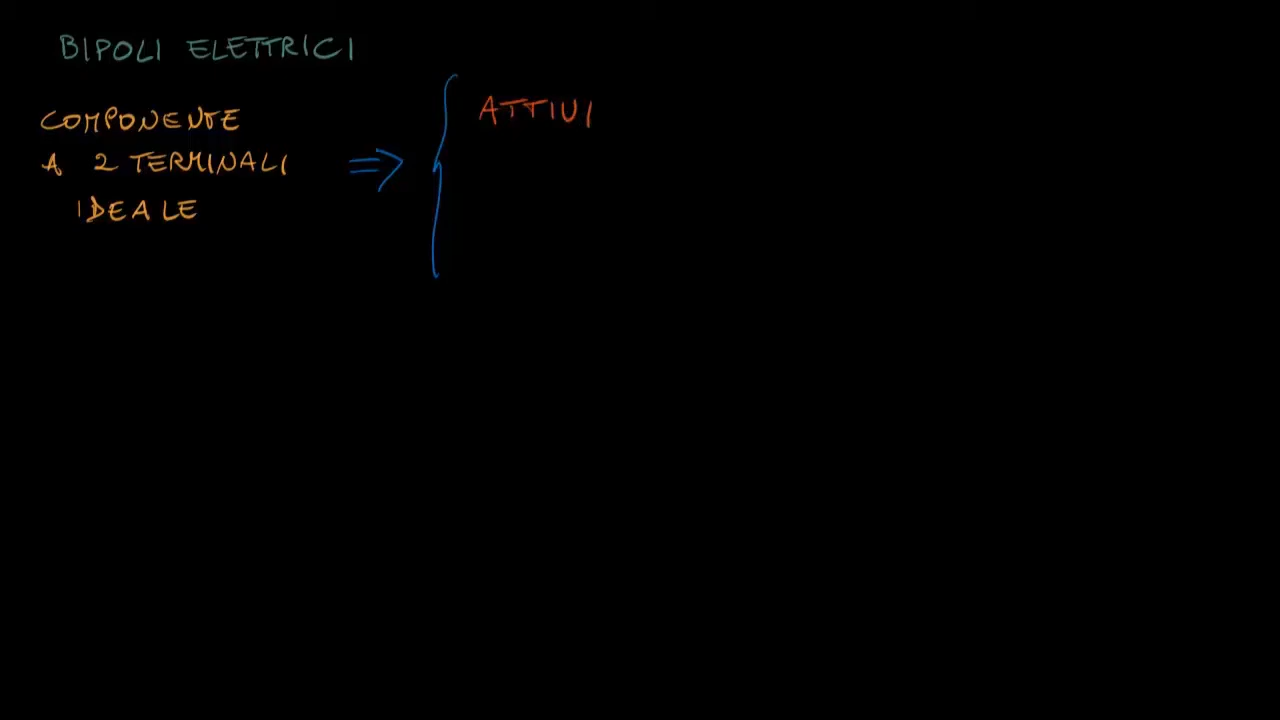 BIPOLI ELETTRICI
COMPONENTE
A 2 TERMINALI
IDEALE
⇒ { ATTIVI